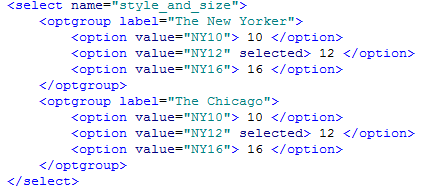 <select name="style_and_size">
<optgroup label="The New Yorker">
<option value="NY10"> 10 </option>
<option value="NY12" selected> 12 </option>
<option value="NY16"> 16 </option>
</optgroup>
<optgroup label="The Chicago">
<option value="NY10"> 10 </option>
<option value="NY12" selected> 12 </option>
<option value="NY16"> 16 </option>
</optgroup>
</select>